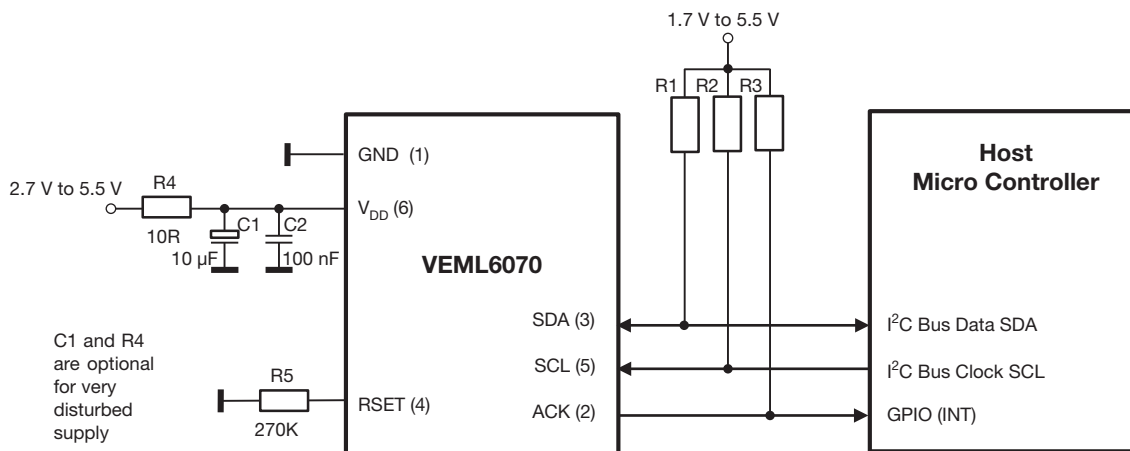 1.7 V to 5.5 V
R1 R2 R3
GND (1)
2.7 V to 5.5 V
R4
10R
V_DD (6)
C1
10 µF
C2
100 nF
VEML6070
Host
Micro Controller
SDA (3)
I²C Bus Data SDA
SCL (5)
I²C Bus Clock SCL
ACK (2)
GPIO (INT)
C1 and R4
are optional
for very
disturbed
supply
R5
270K
RSET (4)